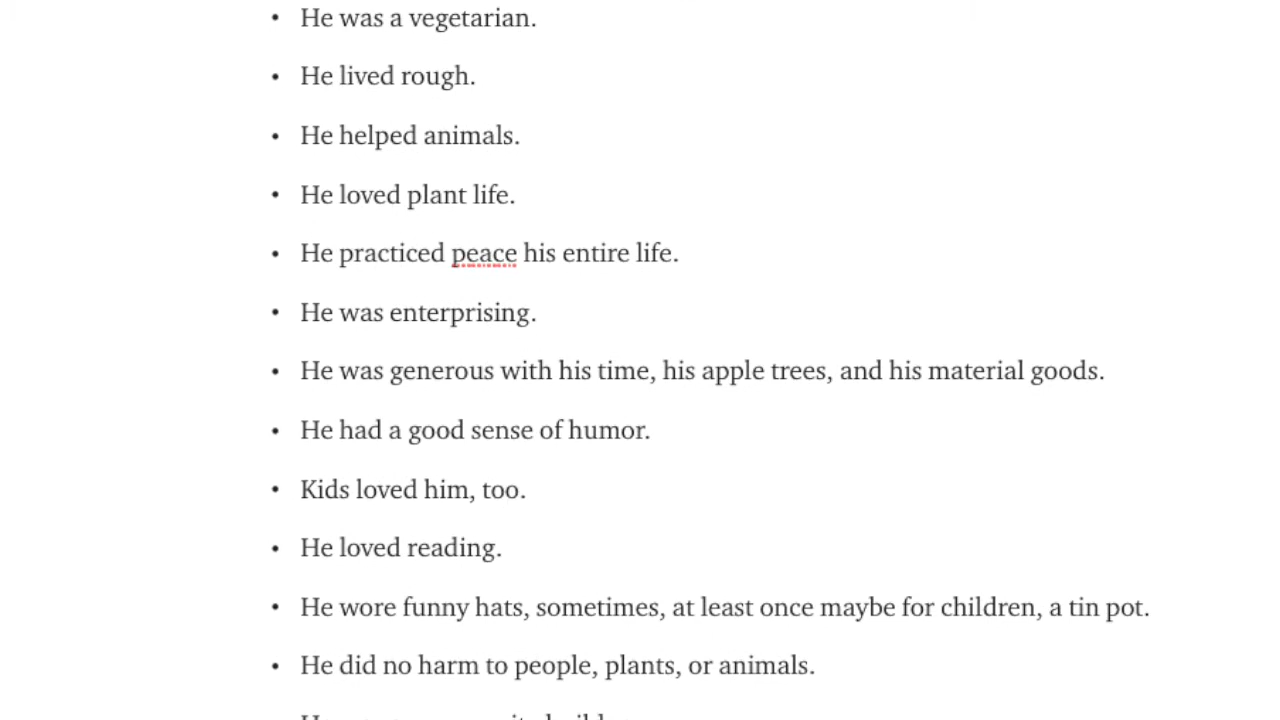 • He was a vegetarian.
• He lived rough.
• He helped animals.
• He loved plant life.
• He practiced peace his entire life.
• He was enterprising.
• He was generous with his time, his apple trees, and his material goods.
• He had a good sense of humor.
• Kids loved him, too.
• He loved reading.
• He wore funny hats, sometimes, at least once maybe for children, a tin pot.
• He did no harm to people, plants, or animals.